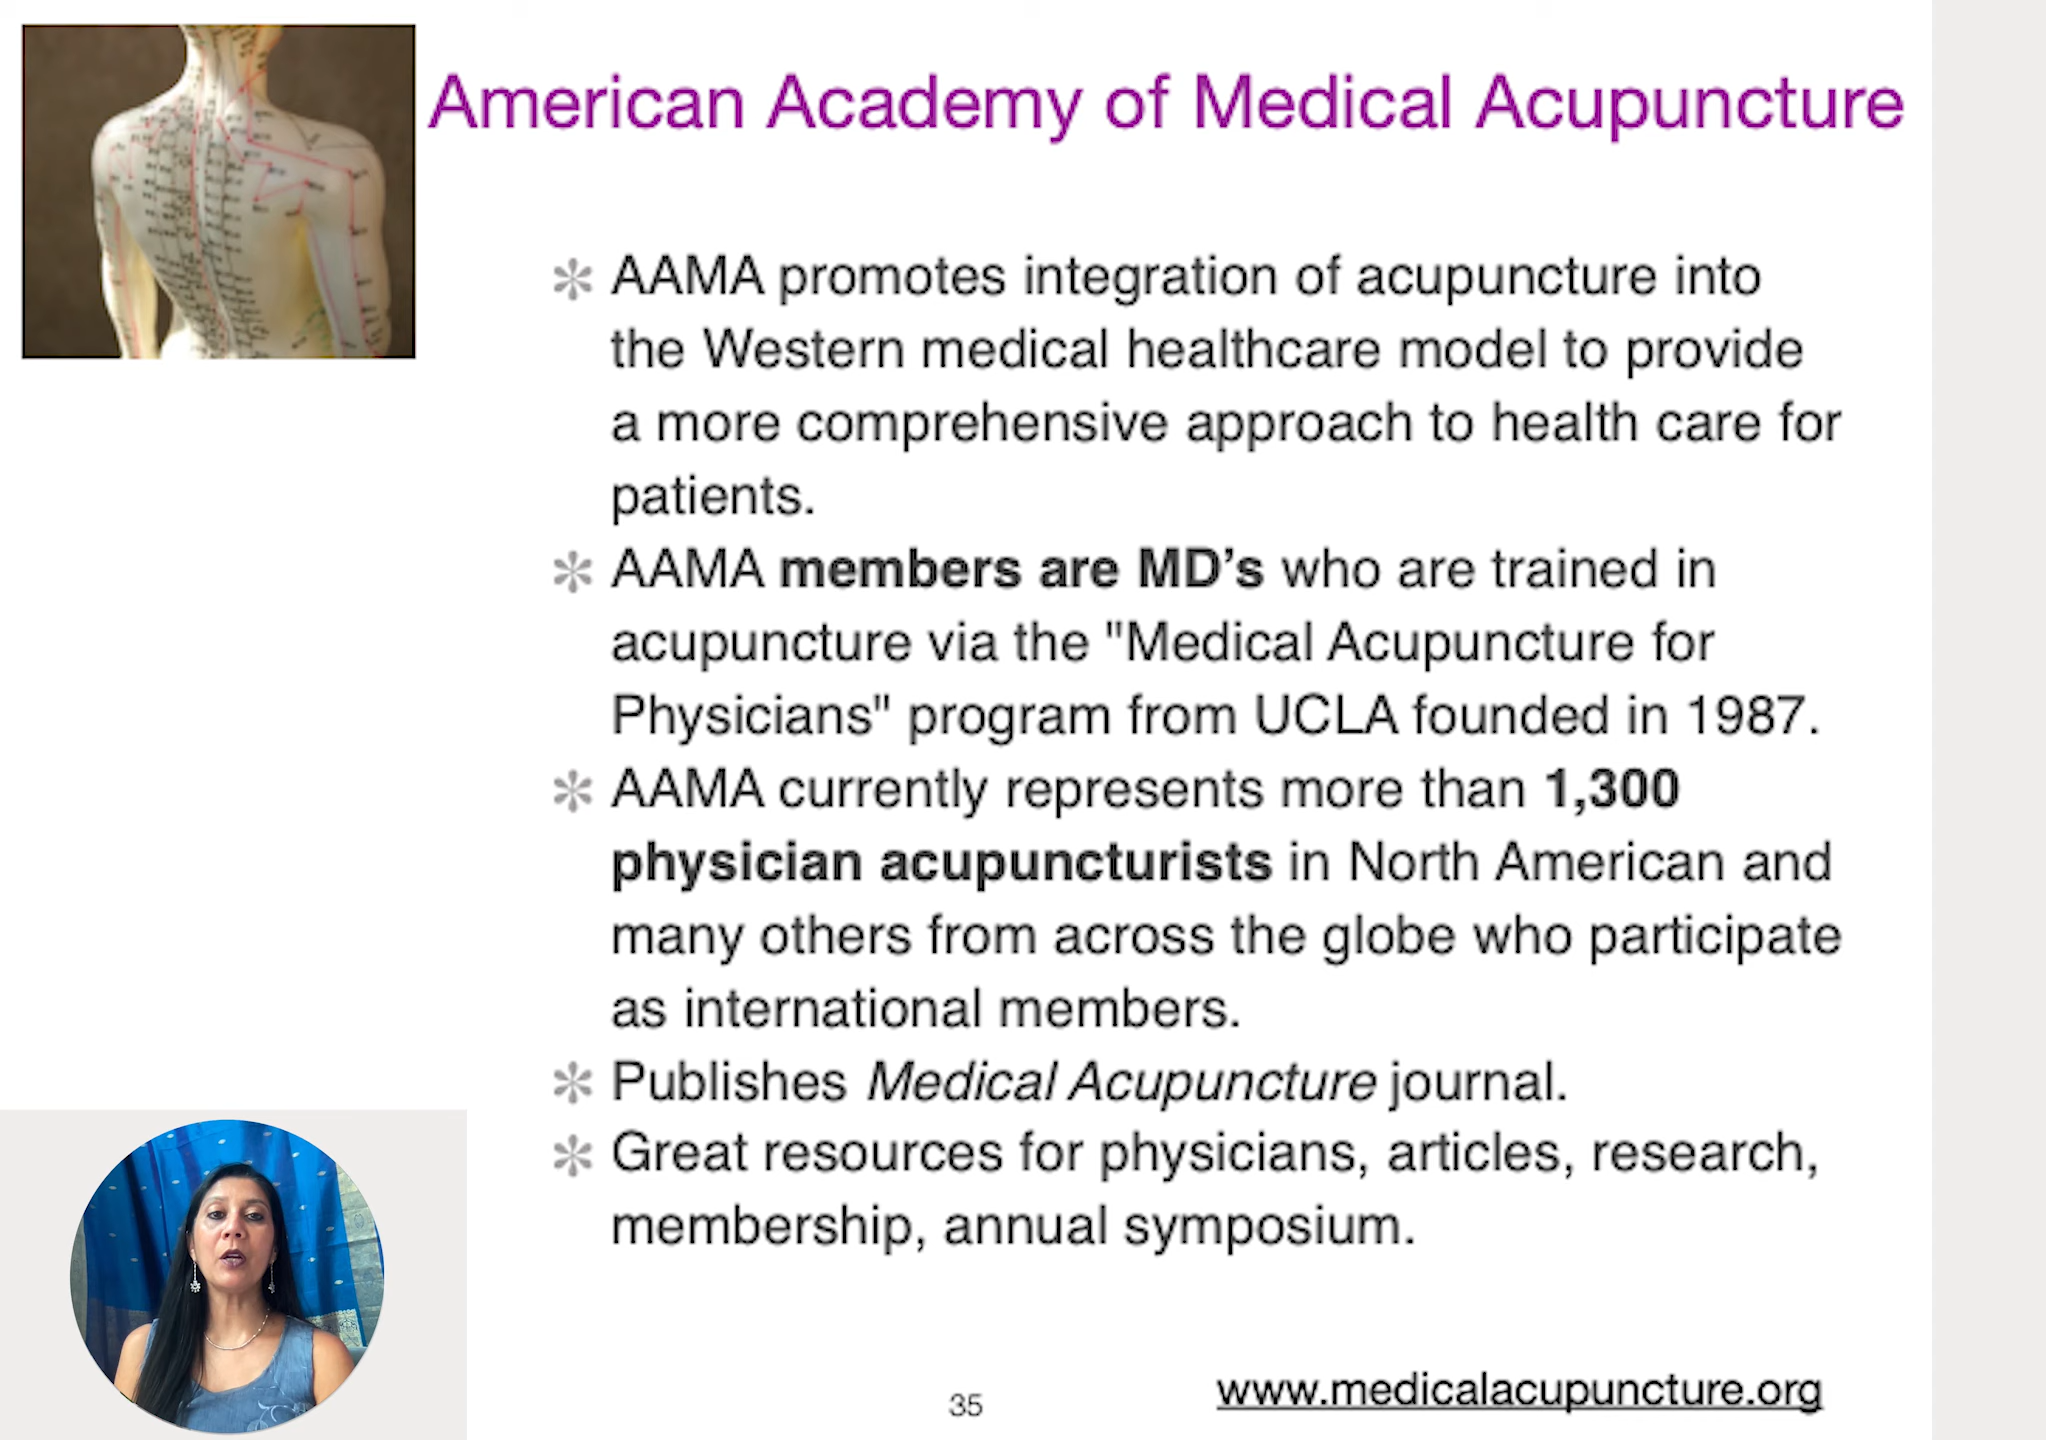 American Academy of Medical Acupuncture
✻ AAMA promotes integration of acupuncture into
the Western medical healthcare model to provide
a more comprehensive approach to health care for
patients.
✻ AAMA members are MD’s who are trained in
acupuncture via the "Medical Acupuncture for
Physicians" program from UCLA founded in 1987.
✻ AAMA currently represents more than 1,300
physician acupuncturists in North American and
many others from across the globe who participate
as international members.
✻ Publishes Medical Acupuncture journal.
✻ Great resources for physicians, articles, research,
membership, annual symposium.
35
www.medicalacupuncture.org